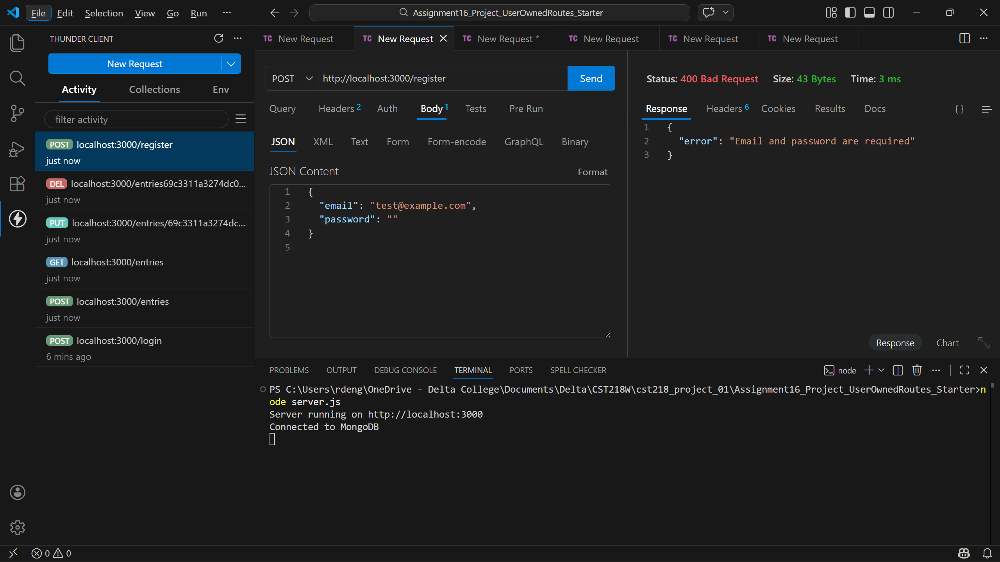 File Edit Selection View Go Run ···
Assignment16_Project_UserOwnedRoutes_Starter
THUNDER CLIENT
New Request
Activity Collections Env
filter activity
POST localhost:3000/register
just now
DEL localhost:3000/entries69c3311a3274dc0...
just now
PUT localhost:3000/entries/69c3311a3274dc...
just now
GET localhost:3000/entries
just now
POST localhost:3000/entries
just now
POST localhost:3000/login
6 mins ago
TC New Request TC New Request TC New Request * TC New Request TC New Request TC New Request
POST http://localhost:3000/register Send
Query Headers 2 Auth Body 1 Tests Pre Run
JSON XML Text Form Form-encode GraphQL Binary
JSON Content Format
1 {
2 "email": "test@example.com",
3 "password": ""
4 }
5
Status: 400 Bad Request Size: 43 Bytes Time: 3 ms
Response Headers 6 Cookies Results Docs { }
1 {
2 "error": "Email and password are required"
3 }
Response Chart
PROBLEMS OUTPUT DEBUG CONSOLE TERMINAL PORTS SPELL CHECKER
node
PS C:\Users\rdeng\OneDrive - Delta College\Documents\Delta\CST218W\cst218_project_01\Assignment16_Project_UserOwnedRoutes_Starter>n
ode server.js
Server running on http://localhost:3000
Connected to MongoDB
0 0